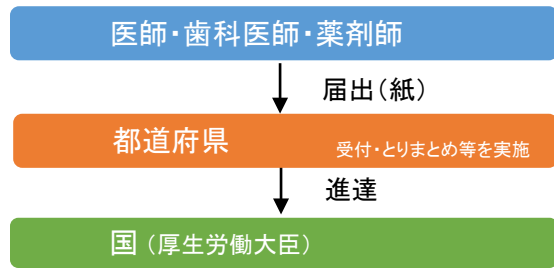 医師・歯科医師・薬剤師
届出（紙）
都道府県 受付・とりまとめ等を実施
進達
国（厚生労働大臣）